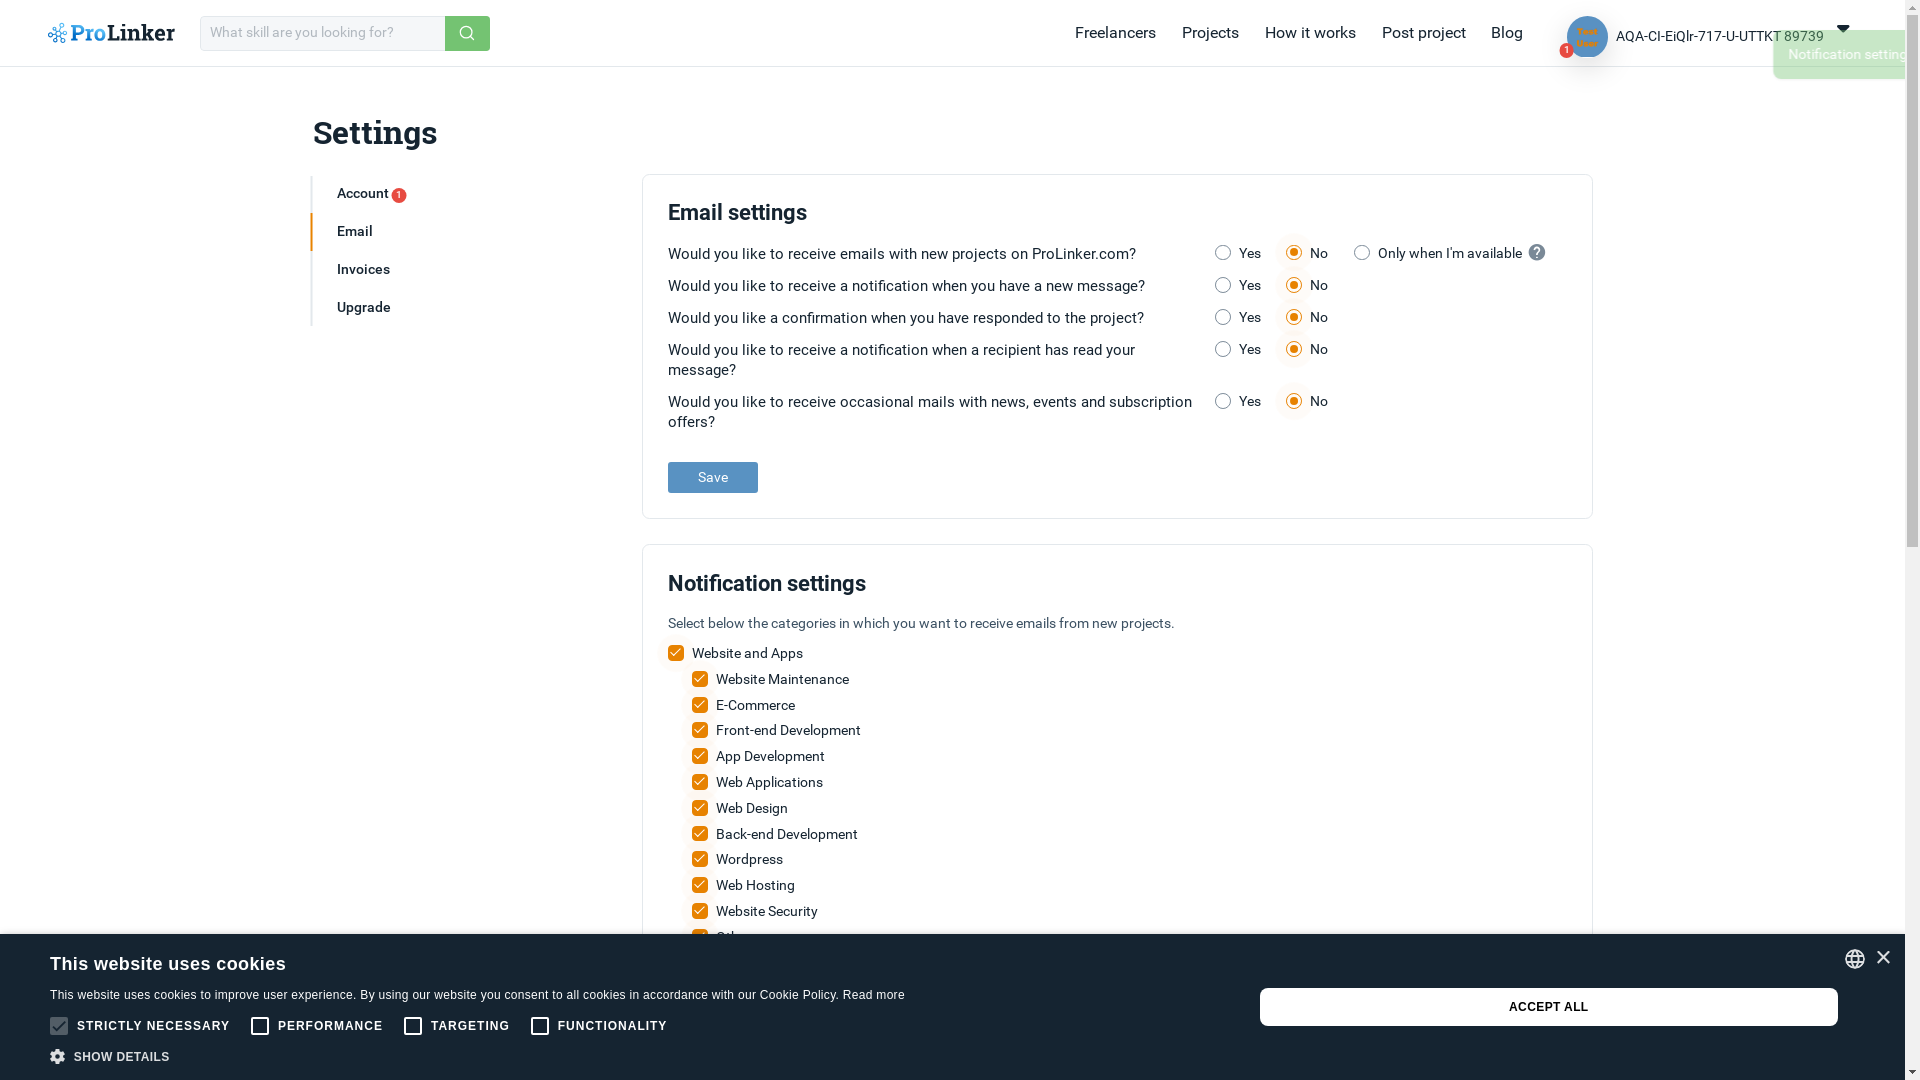 ProLinker
What skill are you looking for?
Freelancers
Projects
How it works
Post project
Blog
Test
User
1
AQA-CI-EiQlr-717-U-UTTKT 89739
Notification setting
Settings
Account 1
Email
Invoices
Upgrade
Email settings
Would you like to receive emails with new projects on ProLinker.com?
Yes No Only when I'm available ?
Would you like to receive a notification when you have a new message?
Yes No
Would you like a confirmation when you have responded to the project?
Yes No
Would you like to receive a notification when a recipient has read your
message?
Yes No
Would you like to receive occasional mails with news, events and subscription
offers?
Yes No
Save
Notification settings
Select below the categories in which you want to receive emails from new projects.
Website and Apps
Website Maintenance
E-Commerce
Front-end Development
App Development
Web Applications
Web Design
Back-end Development
Wordpress
Web Hosting
Website Security
This website uses cookies
This website uses cookies to improve user experience. By using our website you consent to all cookies in accordance with our Cookie Policy. Read more
STRICTLY NECESSARY
PERFORMANCE
TARGETING
FUNCTIONALITY
SHOW DETAILS
ACCEPT ALL